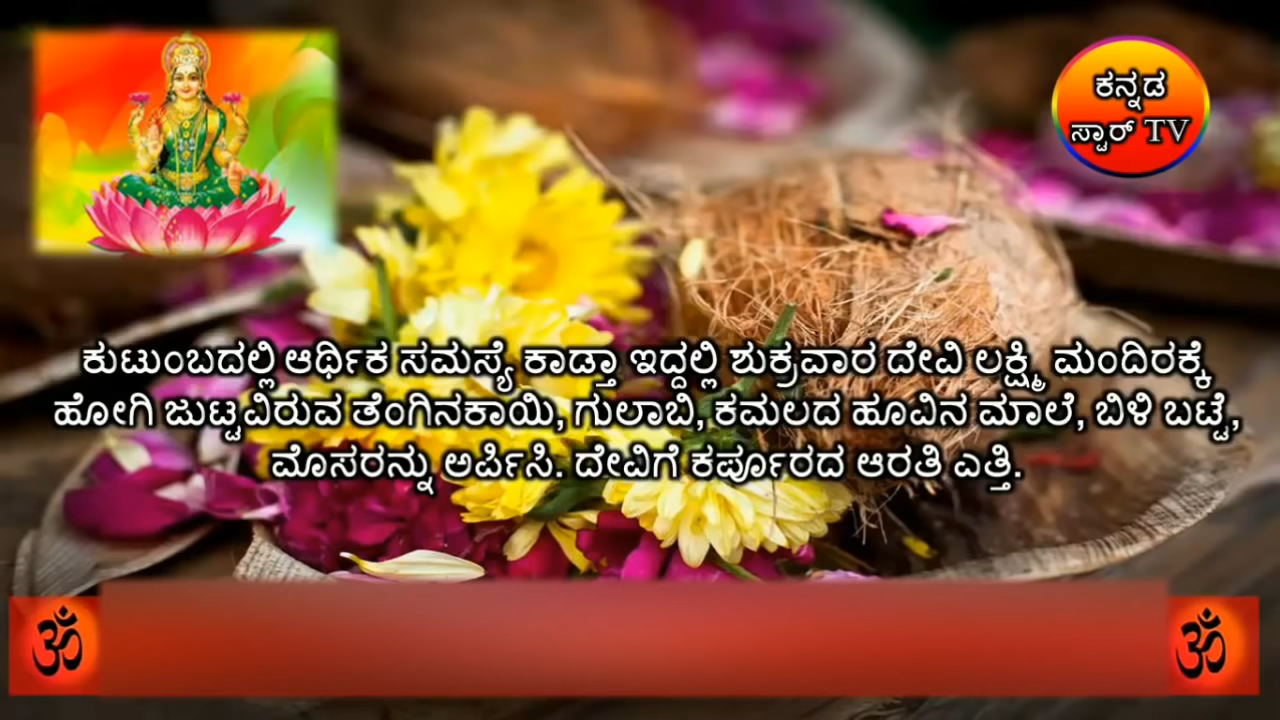 ಕನ್ನಡ
ಸ್ಟಾರ್ TV
ಕುಟುಂಬದಲ್ಲಿ ಆರ್ಥಿಕ ಸಮಸ್ಯೆ ಕಾಡ್ತಾ ಇದ್ದಲ್ಲಿ ಶುಕ್ರವಾರ ದೇವಿ ಲಕ್ಷ್ಮಿ ಮಂದಿರಕ್ಕೆ
ಹೋಗಿ ಜುಟ್ಟವಿರುವ ತೆಂಗಿನಕಾಯಿ, ಗುಲಾಬಿ, ಕಮಲದ ಹೂವಿನ ಮಾಲೆ, ಬಿಳಿ ಬಟ್ಟೆ,
ಮೊಸರನ್ನು ಅರ್ಪಿಸಿ. ದೇವಿಗೆ ಕರ್ಪೂರದ ಆರತಿ ಎತ್ತಿ.
ॐ ॐ